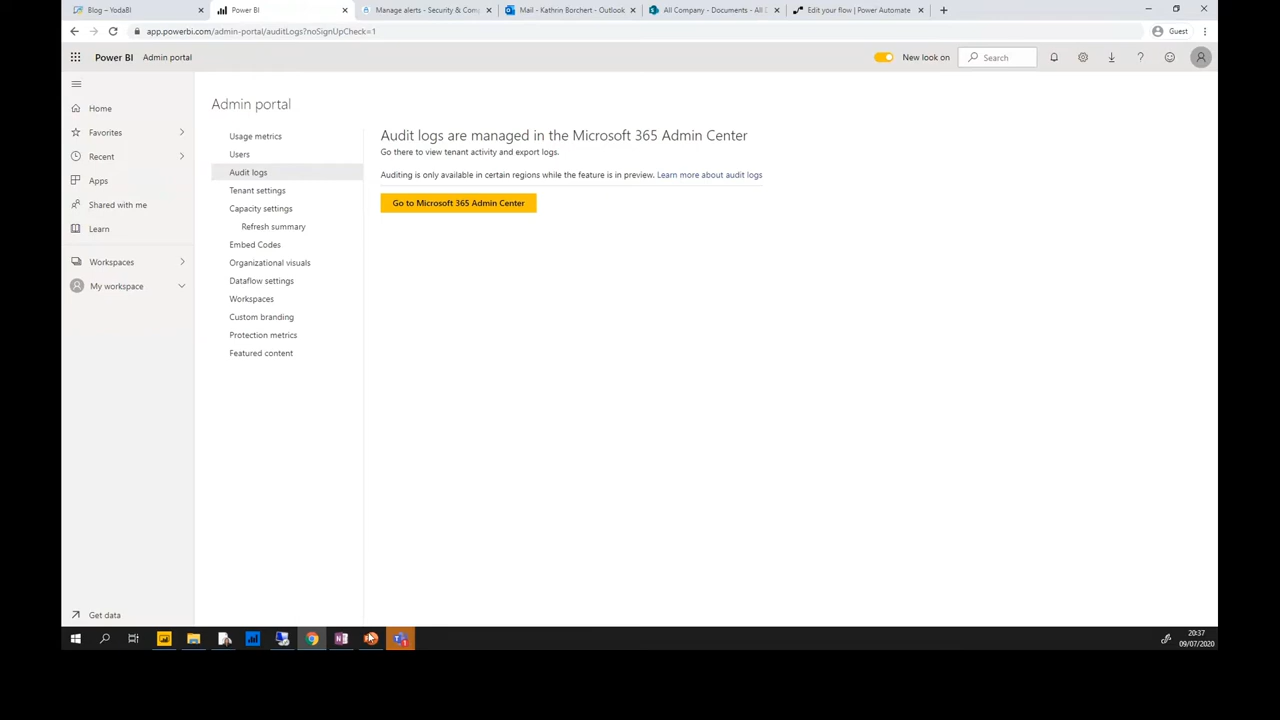 Blog – YodaBI
Power BI
Manage alerts - Security & Com
Mail - Kathrin Borchert - Outlook
All Company - Documents - All D
Edit your flow | Power Automate
app.powerbi.com/admin-portal/auditLogs?noSignUpCheck=1
Guest
Power BI
Admin portal
New look on
Search
Home
Favorites
Recent
Apps
Shared with me
Learn
Workspaces
My workspace
Get data
Admin portal
Usage metrics
Users
Audit logs
Tenant settings
Capacity settings
Refresh summary
Embed Codes
Organizational visuals
Dataflow settings
Workspaces
Custom branding
Protection metrics
Featured content
Audit logs are managed in the Microsoft 365 Admin Center
Go there to view tenant activity and export logs.
Auditing is only available in certain regions while the feature is in preview. Learn more about audit logs
Go to Microsoft 365 Admin Center
20:37
09/07/2020